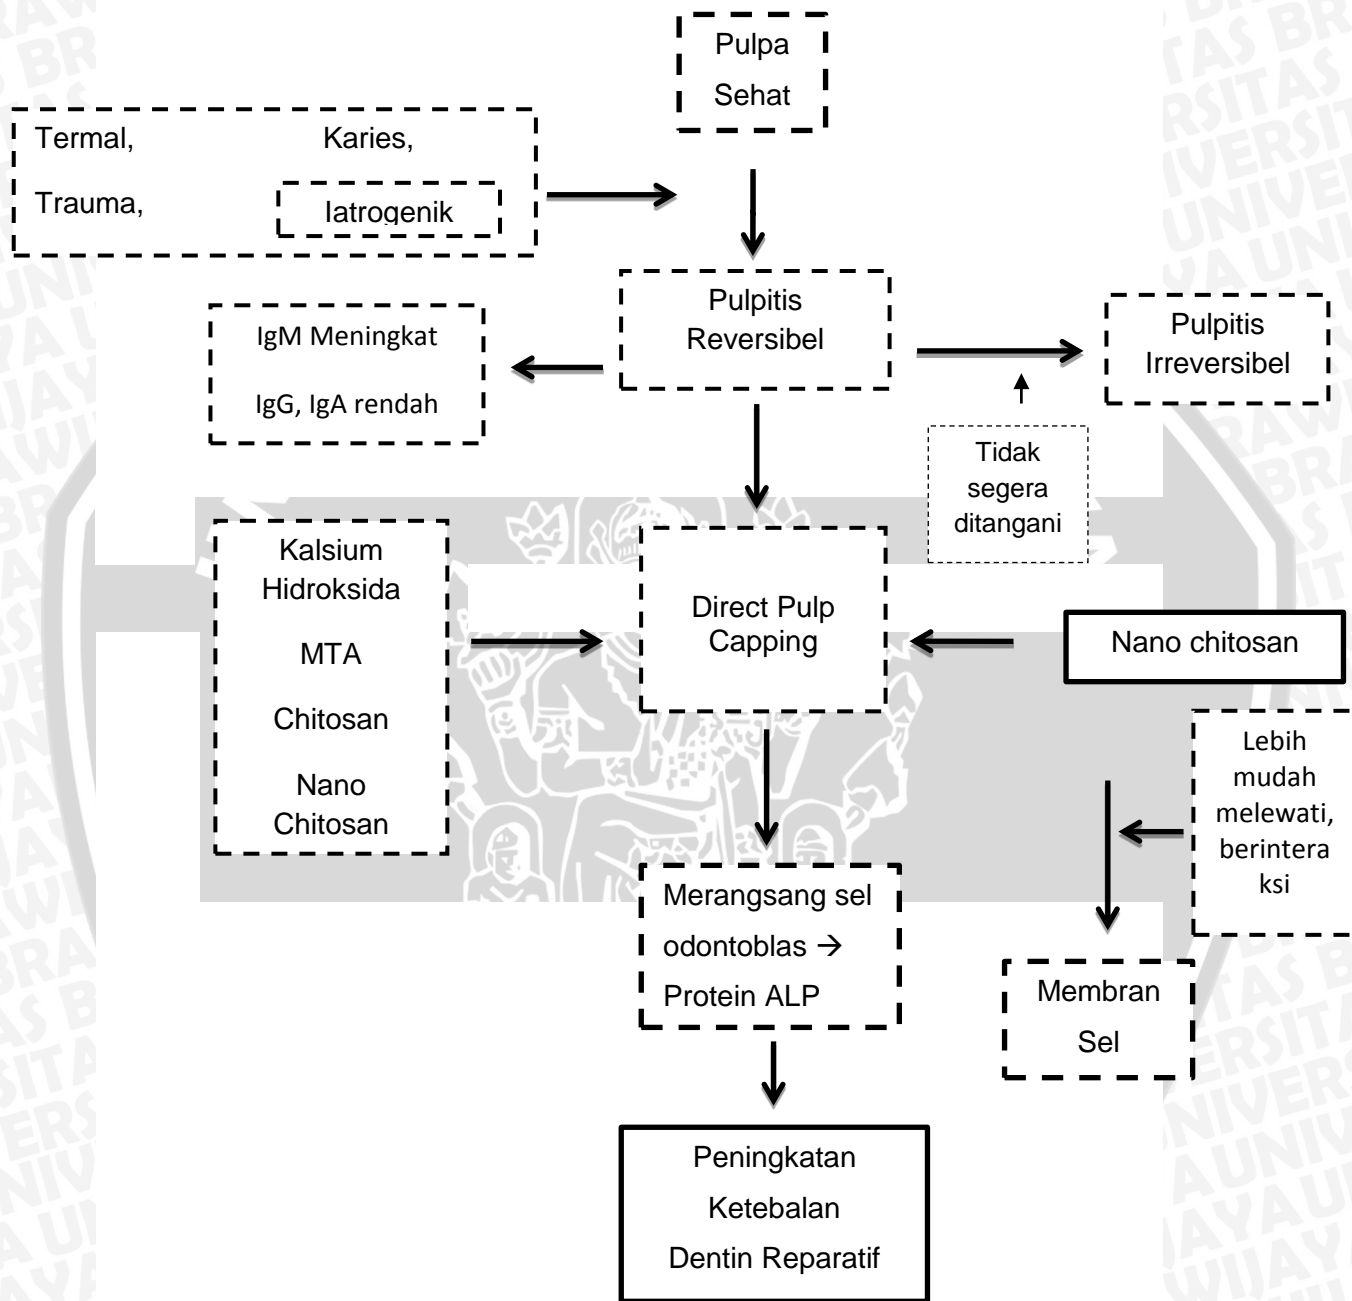 Pulpa
Sehat
Termal, Karies,
Trauma, Iatrogenik
Pulpitis
Reversibel
IgM Meningkat
IgG, IgA rendah
Pulpitis
Irreversibel
Tidak
segera
ditangani
Kalsium
Hidroksida
MTA
Chitosan
Nano
Chitosan
Direct Pulp
Capping
Nano chitosan
Lebih
mudah
melewati,
berintera
ksi
Merangsang sel
odontoblas →
Protein ALP
Membran
Sel
Peningkatan
Ketebalan
Dentin Reparatif